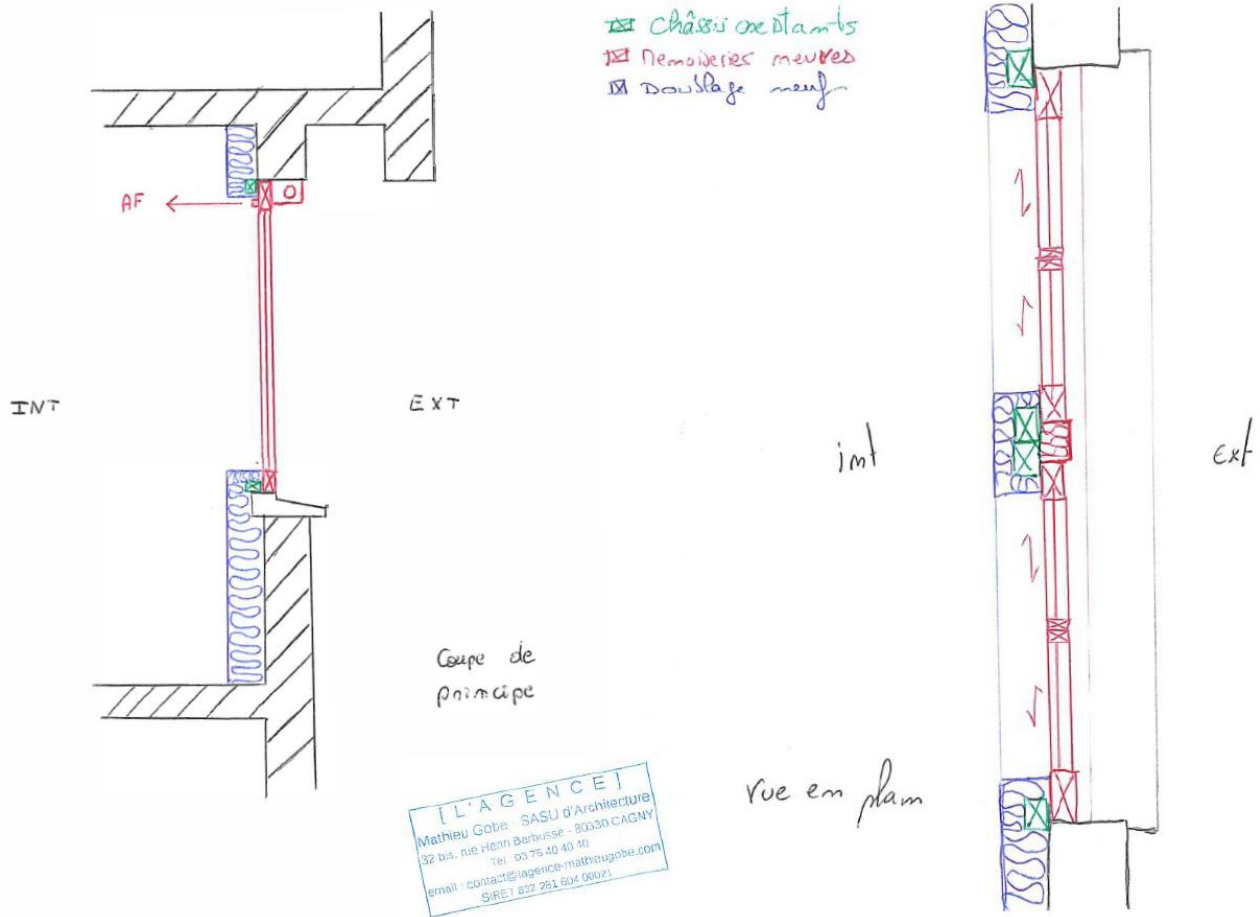 Châssis existants
Menuiseries neuves
Doublage neuf
AF
INT
EXT
int
Ext
Coupe de
principe
vue en plan
[L'AGENCE]
Mathieu Gobe - SASU d'Architecture
32 bis, rue Henri Barbusse - 80330 CAGNY
Tel : 03 75 40 40 40
email : contact@lagence-mathieugobe.com
SIRET 832 281 604 00021